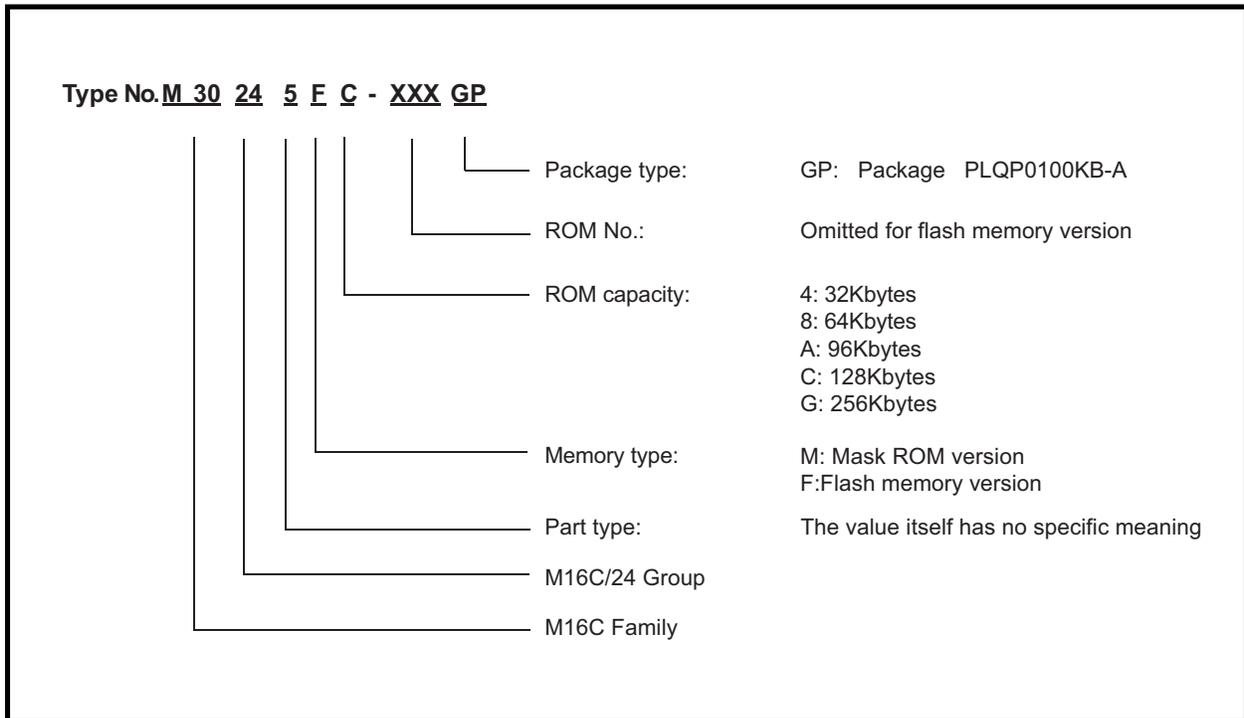 Type No. M 30 24 5 F C - XXX GP
Package type: GP: Package PLQP0100KB-A
ROM No.: Omitted for flash memory version
ROM capacity: 4: 32Kbytes
8: 64Kbytes
A: 96Kbytes
C: 128Kbytes
G: 256Kbytes
Memory type: M: Mask ROM version
F:Flash memory version
Part type: The value itself has no specific meaning
M16C/24 Group
M16C Family